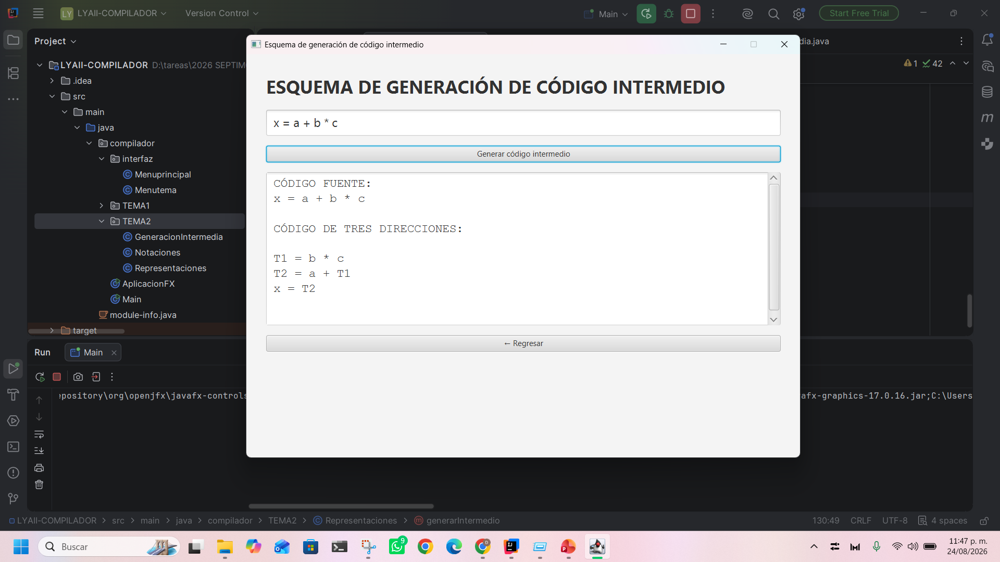 LY LYAII-COMPILADOR Version Control Main Start Free Trial
Project
LYAII-COMPILADOR D:\tareas\2026 SEPTIM
.idea
src
main
java
compilador
interfaz
Menuprincipal
Menutema
TEMA1
TEMA2
GeneracionIntermedia
Notaciones
Representaciones
AplicacionFX
Main
module-info.java
target
dia.java
1 42
Esquema de generación de código intermedio
ESQUEMA DE GENERACIÓN DE CÓDIGO INTERMEDIO
x = a + b * c
Generar código intermedio
CÓDIGO FUENTE:
x = a + b * c
CÓDIGO DE TRES DIRECCIONES:
T1 = b * c
T2 = a + T1
x = T2
← Regresar
Run Main
epository\org\openjfx\javafx-controls
afx-graphics-17.0.16.jar;C:\Users
LYAII-COMPILADOR > src > main > java > compilador > TEMA2 > Representaciones > generarIntermedio
130:49 CRLF UTF-8 4 spaces
Buscar
9
11:47 p. m.
24/08/2026